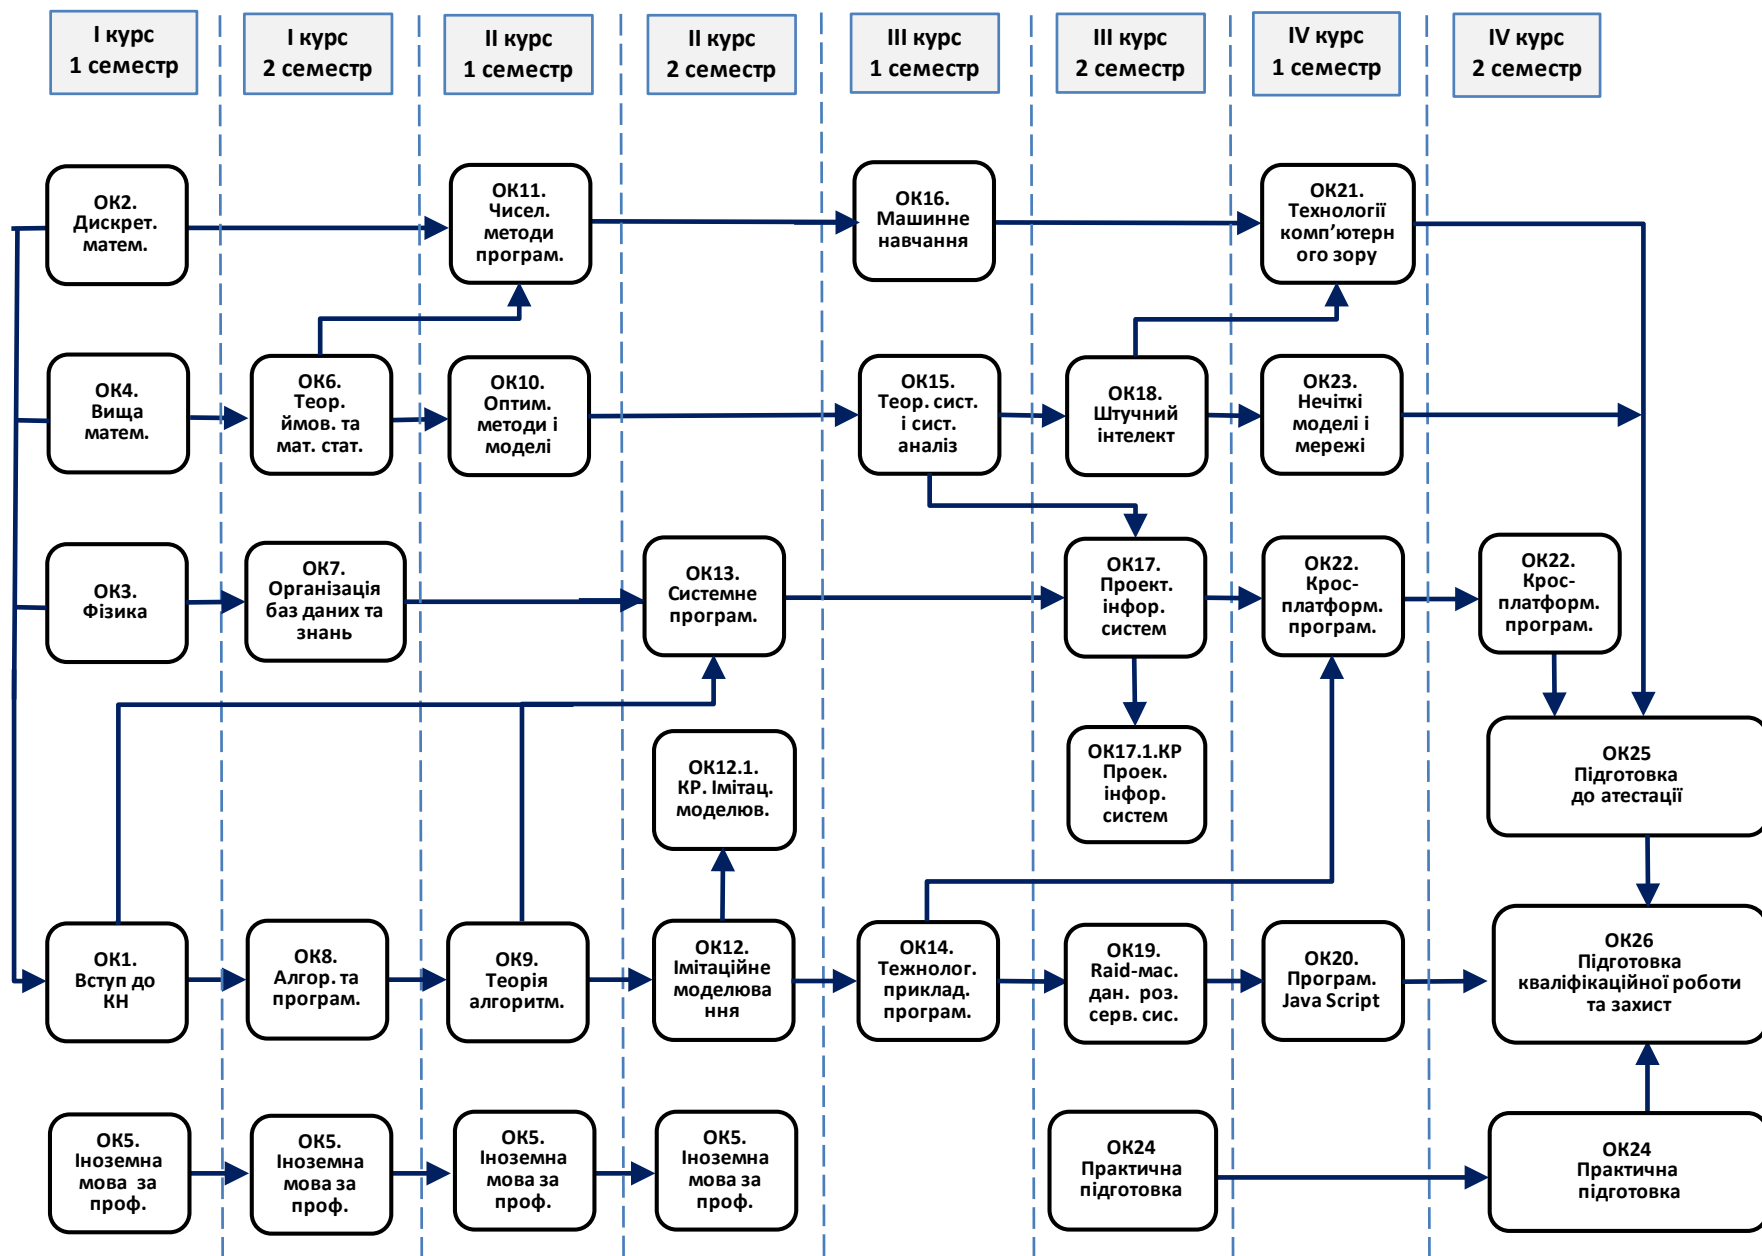 І курс
1 семестр
І курс
2 семестр
ІІ курс
1 семестр
ІІ курс
2 семестр
ІІІ курс
1 семестр
ІІІ курс
2 семестр
ІV курс
1 семестр
ІV курс
2 семестр
ОК2.
Дискрет.
матем.
ОК11.
Чисел.
методи
програм.
ОК16.
Машинне
навчання
ОК21.
Технології
комп’ютерн
ого зору
ОК4.
Вища
матем.
ОК6.
Теор.
ймов. та
мат. стат.
ОК10.
Оптим.
методи і
моделі
ОК15.
Теор. сист.
і сист.
аналіз
ОК18.
Штучний
інтелект
ОК23.
Нечіткі
моделі і
мережі
ОК3.
Фізика
ОК7.
Організація
баз даних та
знань
ОК13.
Системне
програм.
ОК17.
Проект.
інфор.
систем
ОК22.
Крос-
платформ.
програм.
ОК22.
Крос-
платформ.
програм.
ОК12.1.
КР. Імітац.
моделюв.
ОК17.1.КР
Проек.
інфор.
систем
ОК25
Підготовка
до атестації
ОК1.
Вступ до
КН
ОК8.
Алгор. та
програм.
ОК9.
Теорія
алгоритм.
ОК12.
Імітаційне
моделюва
ння
ОК14.
Тежнолог.
приклад.
програм.
ОК19.
Raid-мас.
дан. роз.
серв. сис.
ОК20.
Програм.
Java Script
ОК26
Підготовка
кваліфікаційної роботи
та захист
ОК5.
Іноземна
мова за
проф.
ОК5.
Іноземна
мова за
проф.
ОК5.
Іноземна
мова за
проф.
ОК5.
Іноземна
мова за
проф.
ОК24
Практична
підготовка
ОК24
Практична
підготовка